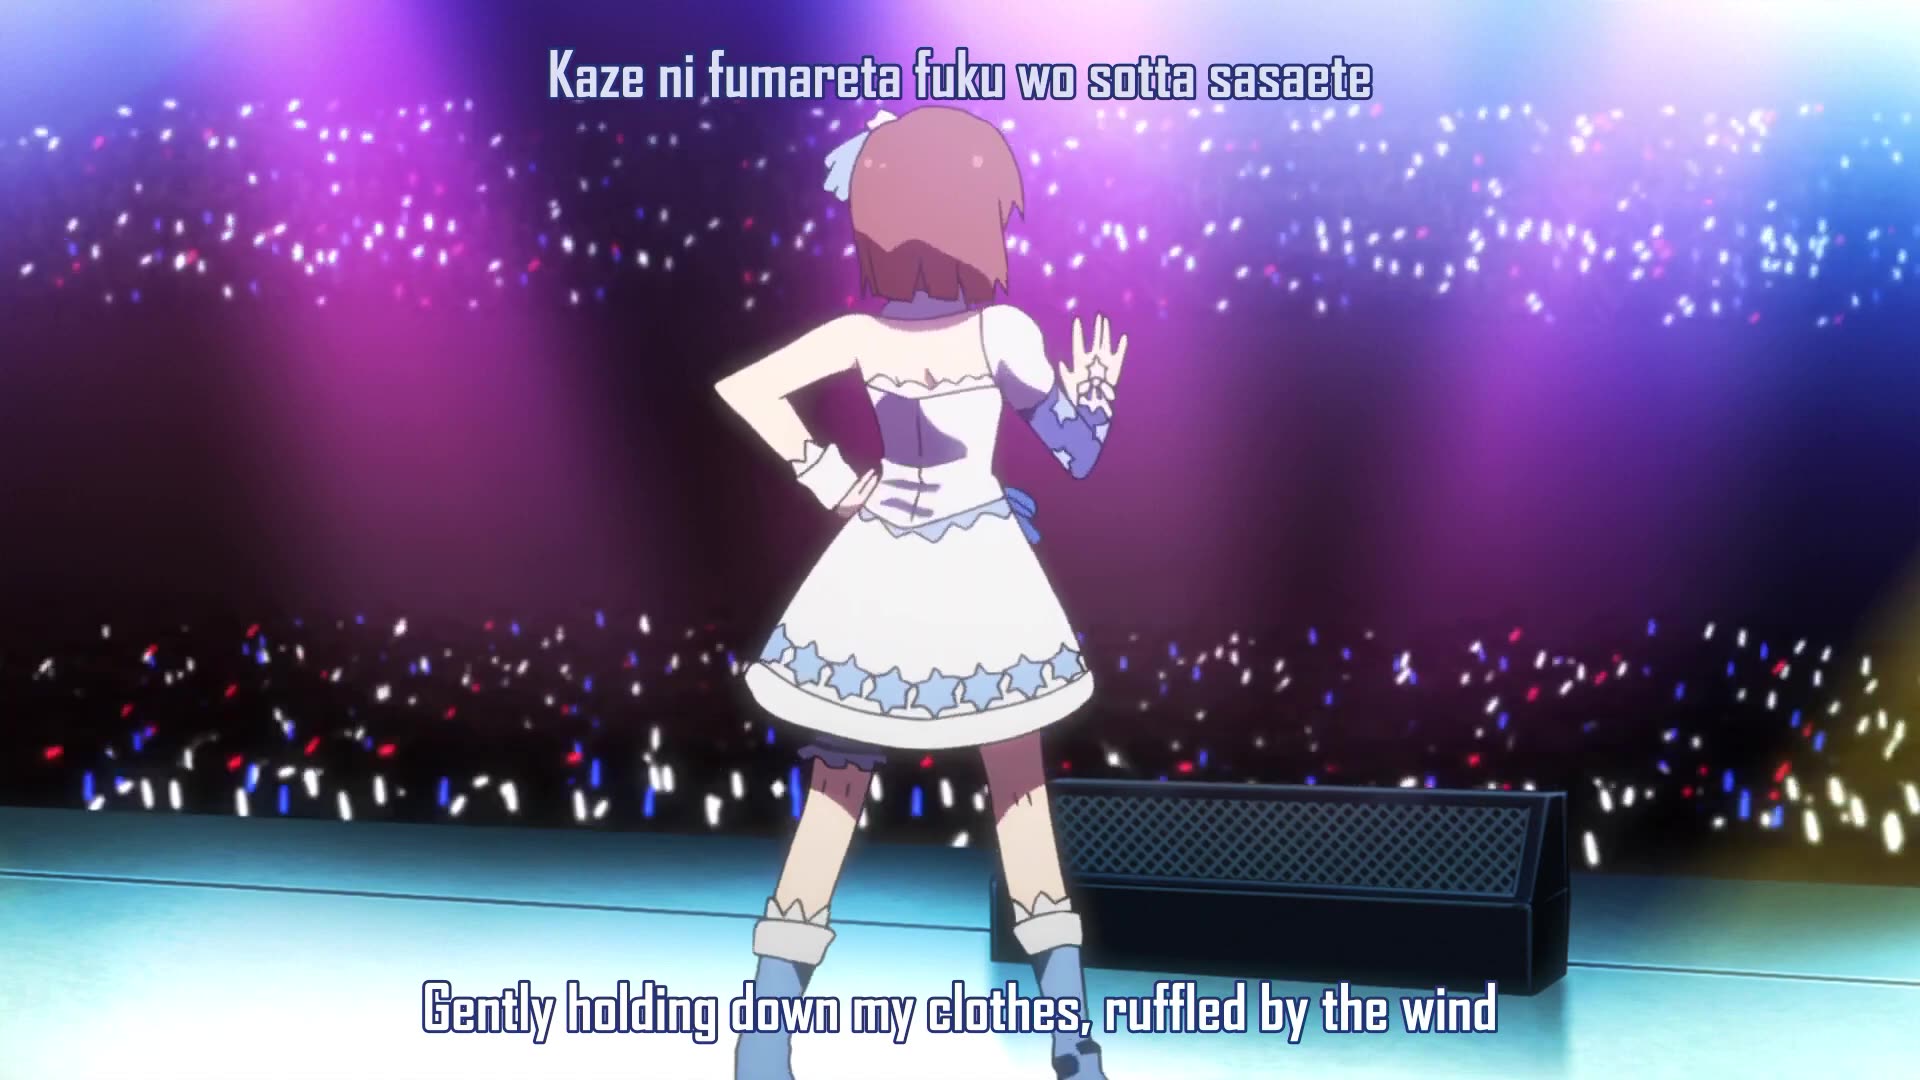 Kaze ni fumareta fuku wo sotta sasaete
Gently holding down my clothes, ruffled by the wind